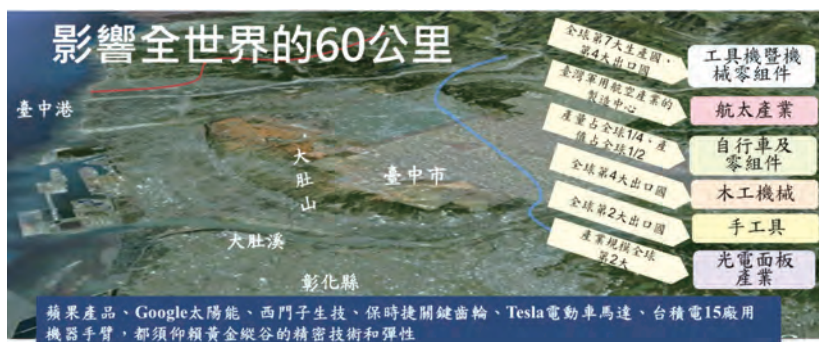 影響全世界的60公里
臺中港
大肚山
臺中市
大肚溪
彰化縣
全球第7大生產國、
第4大出口國
工具機暨機
械零組件
臺灣軍用航空產業的
製造中心
航太產業
產量占全球1/4、產
值占全球1/2
自行車及
零組件
全球第4大出口國
木工機械
全球第2大出口國
手工具
產業規模全球
第2大
光電面板
產業
蘋果產品、Google太陽能、西門子生技、保時捷關鍵齒輪、Tesla電動車馬達、台積電15廠用
機器手臂，都須仰賴黃金縱谷的精密技術和彈性